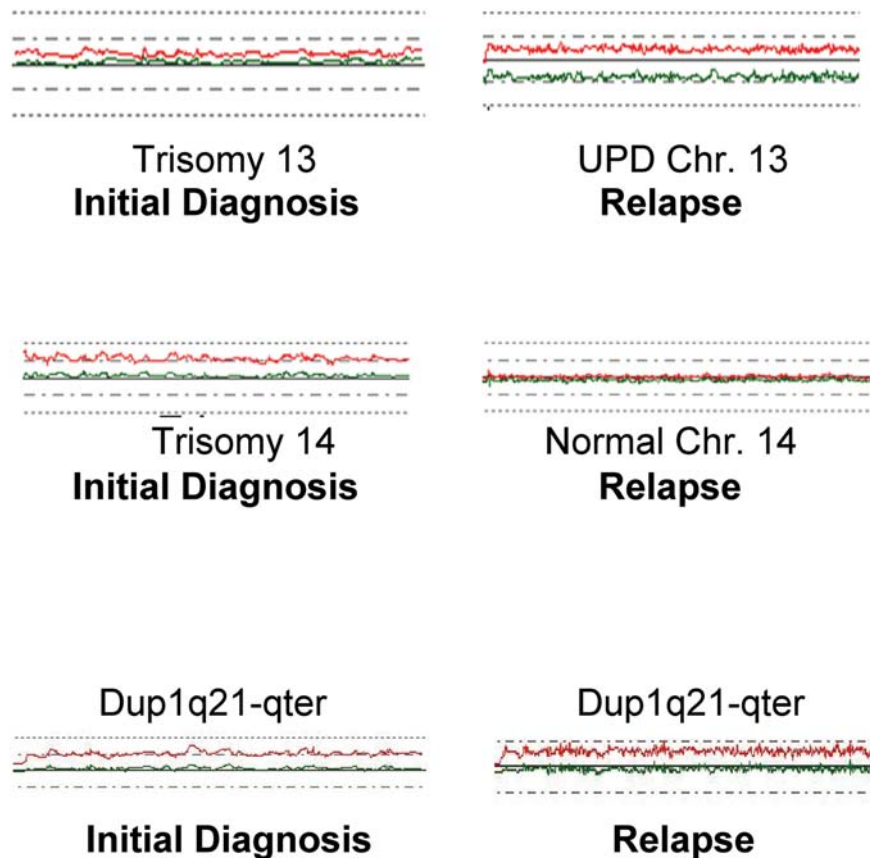 Trisomy 13
Initial Diagnosis
UPD Chr. 13
Relapse
Trisomy 14
Initial Diagnosis
Normal Chr. 14
Relapse
Dup1q21-qter
Dup1q21-qter
Initial Diagnosis
Relapse